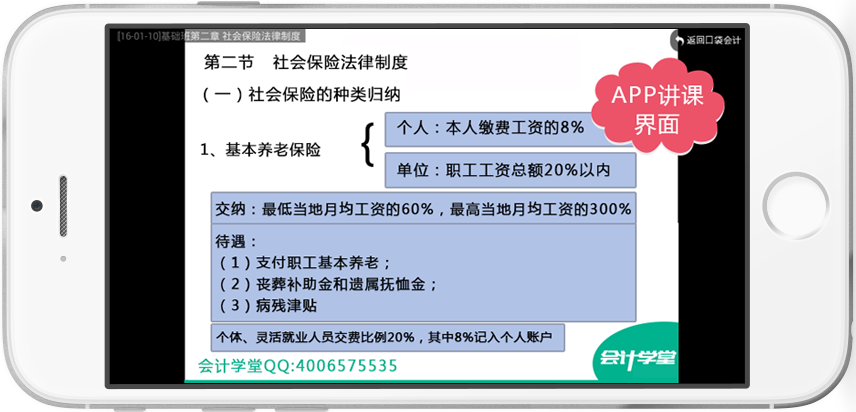 [16-01-10]基础班第二章 社会保险法律制度
返回口袋会计
第二节 社会保险法律制度
（一）社会保险的种类归纳
APP讲课
界面
个人：本人缴费工资的8%
1、基本养老保险
单位：职工工资总额20%以内
交纳：最低当地月均工资的60%，最高当地月均工资的300%
待遇：
（1）支付职工基本养老；
（2）丧葬补助金和遗属抚恤金；
（3）病残津贴
个体、灵活就业人员交费比例20%，其中8%记入个人账户
会计学堂QQ:4006575535
会计学堂